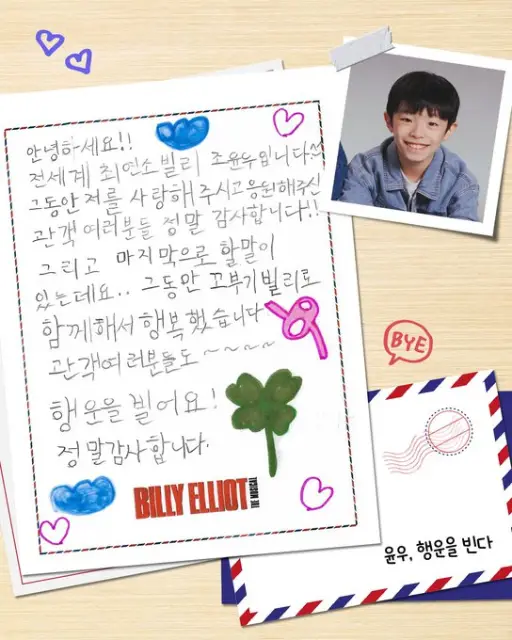 안녕하세요!!
전세계 최연소 빌리 조윤우입니다^^
그동안 저를 사랑해 주시고 응원해주신
관객 여러분들 정말 감사합니다!!
그리고 마지막으로 할말이
있는데요.. 그동안 꼬부기 빌리로
함께해서 행복했습니다
관객여러분들도 ~~~~
행운을 빌어요!
정말감사합니다.
BILLY ELLIOT
THE MUSICAL
BYE
윤우, 행운을 빈다